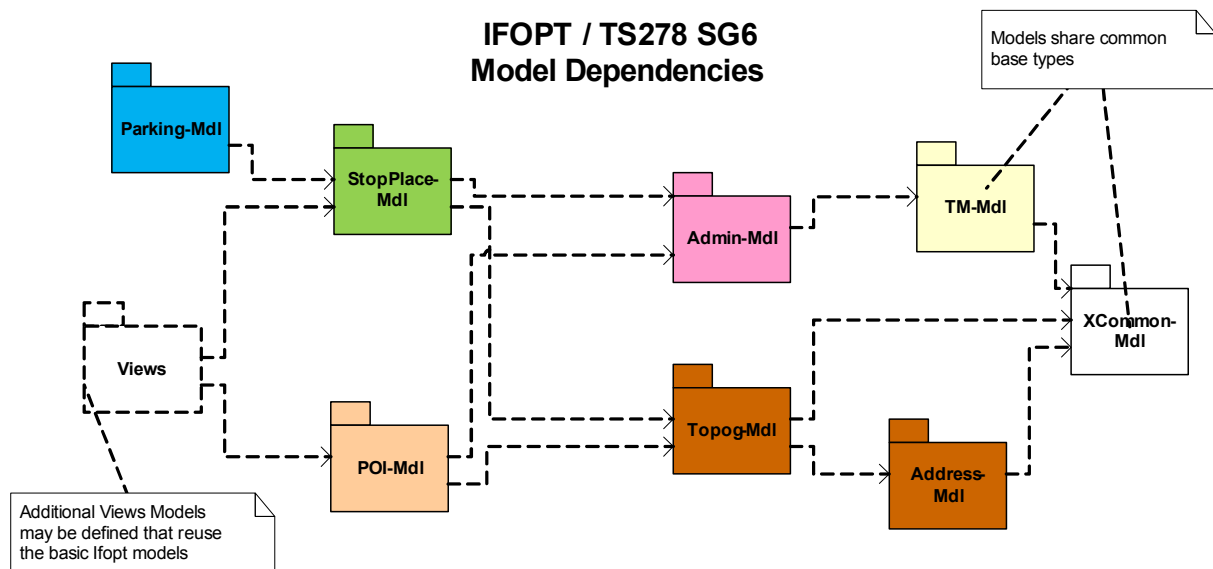 IFOPT / TS278 SG6
Model Dependencies
Models share common
base types
Parking-Mdl
StopPlace-
Mdl
TM-Mdl
Admin-Mdl
XCommon-
Mdl
Views
Topog-Mdl
POI-Mdl
Address-
Mdl
Additional Views Models
may be defined that reuse
the basic Ifopt models